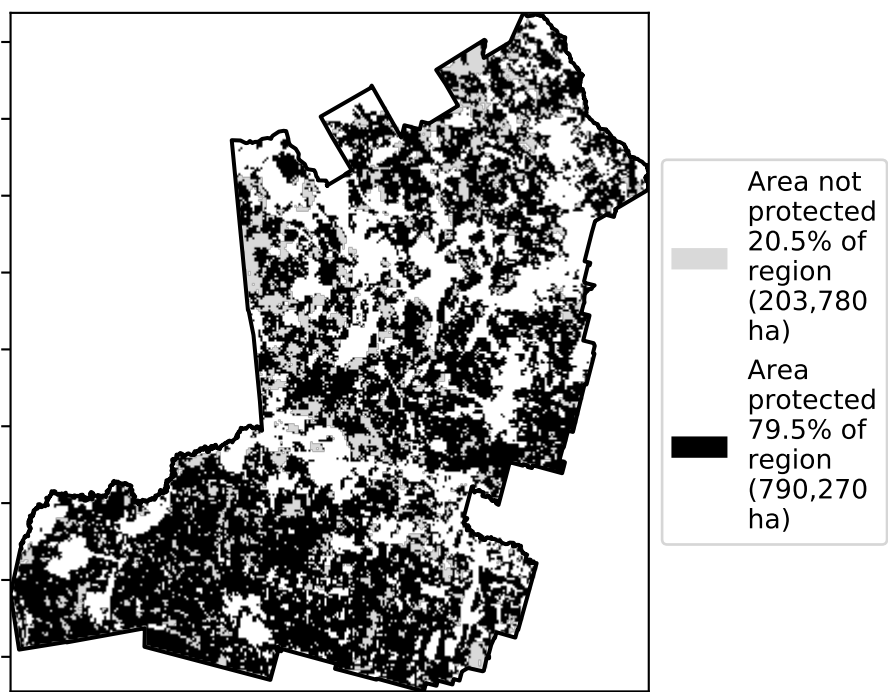 Area not
protected
20.5% of
region
(203,780
ha)
Area
protected
79.5% of
region
(790,270
ha)